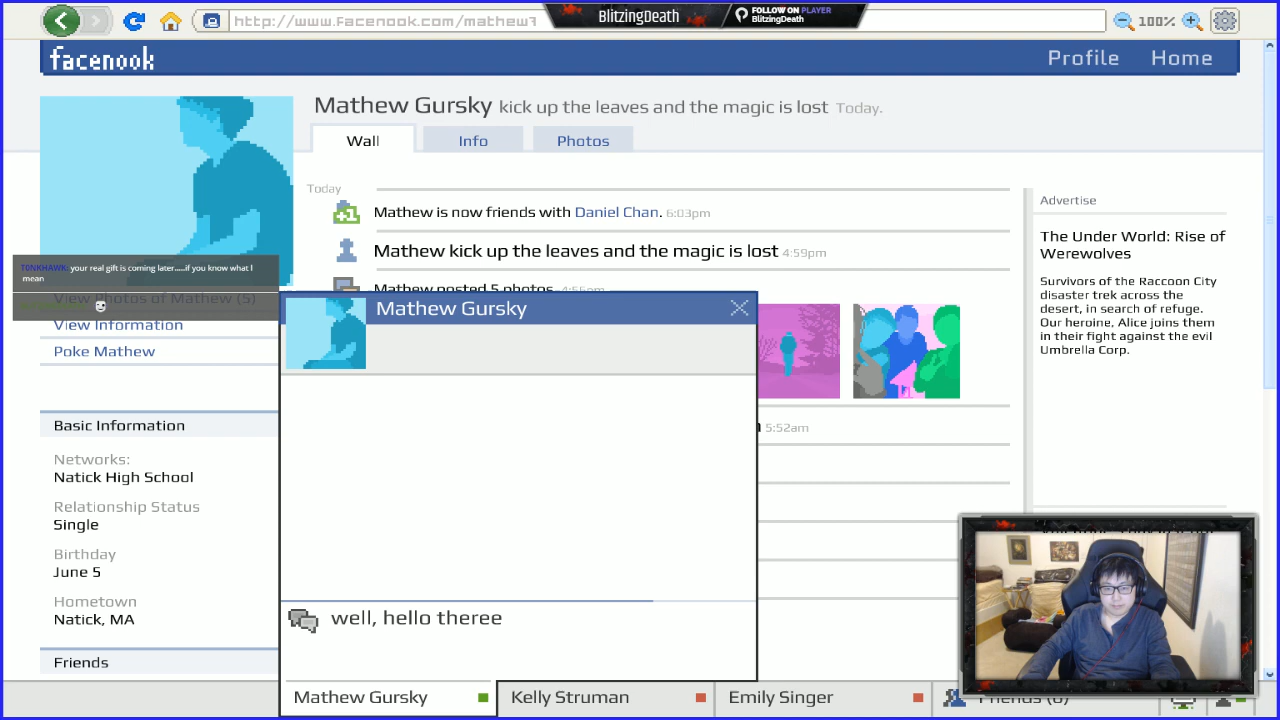 BlitzingDeath
FOLLOW ON PLAYER
BlitzingDeath
http://www.facenook.com/mathew
100%
facenook
Profile
Home
Mathew Gursky kick up the leaves and the magic is lost Today.
Wall
Info
Photos
Today
Mathew is now friends with Daniel Chan. 6:03pm
Mathew kick up the leaves and the magic is lost 4:59pm
Mathew posted 5 photos 4:56am
5:52am
Advertise
The Under World: Rise of
Werewolves
Survivors of the Raccoon City
disaster trek across the
desert, in search of refuge.
Our heroine, Alice joins them
in their fight against the evil
Umbrella Corp.
T0NKHAWK: your real gift is coming later.....if you know what I
mean
View Photos of Mathew (5)
View Information
Poke Mathew
Basic Information
Networks:
Natick High School
Relationship Status
Single
Birthday
June 5
Hometown
Natick, MA
Friends
Mathew Gursky
well, hello theree
Mathew Gursky
Kelly Struman
Emily Singer
Friends (6)